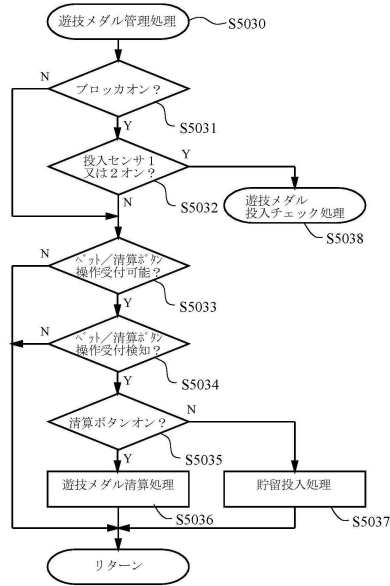 遊技メダル管理処理
S5030
N
ブロッカオン？
S5031
Y
投入センサ1
又は2オン？
Y
S5032
N
遊技メダル
投入チェック処理
S5038
N
ベット／清算ボタン
操作受付可能？
S5033
Y
N
ベット／清算ボタン
操作受付検知？
S5034
Y
清算ボタンオン？
N
S5035
Y
遊技メダル清算処理
S5036
貯留投入処理
S5037
リターン